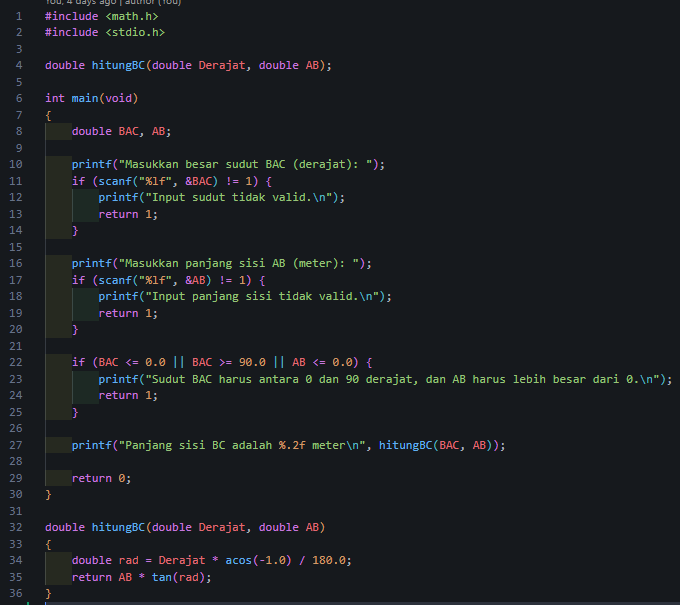 You, 4 days ago | author (You)
1 #include <math.h>
2 #include <stdio.h>
3
4 double hitungBC(double Derajat, double AB);
5
6 int main(void)
7 {
8     double BAC, AB;
9
10     printf("Masukkan besar sudut BAC (derajat): ");
11     if (scanf("%lf", &BAC) != 1) {
12         printf("Input sudut tidak valid.\n");
13         return 1;
14     }
15
16     printf("Masukkan panjang sisi AB (meter): ");
17     if (scanf("%lf", &AB) != 1) {
18         printf("Input panjang sisi tidak valid.\n");
19         return 1;
20     }
21
22     if (BAC <= 0.0 || BAC >= 90.0 || AB <= 0.0) {
23         printf("Sudut BAC harus antara 0 dan 90 derajat, dan AB harus lebih besar dari 0.\n");
24         return 1;
25     }
26
27     printf("Panjang sisi BC adalah %.2f meter\n", hitungBC(BAC, AB));
28
29     return 0;
30 }
31
32 double hitungBC(double Derajat, double AB)
33 {
34     double rad = Derajat * acos(-1.0) / 180.0;
35     return AB * tan(rad);
36 }